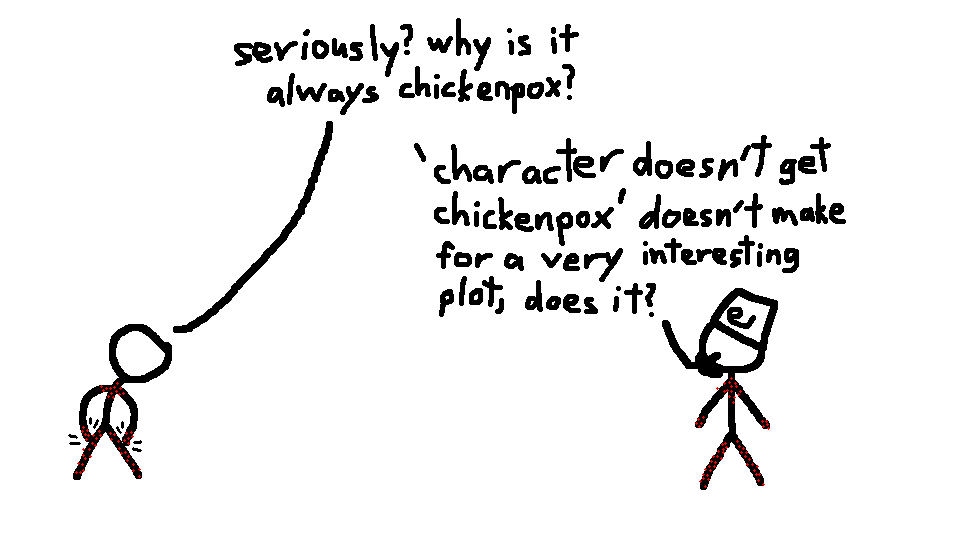 seriously? why is it
always chickenpox?
'character doesn't get
chickenpox' doesn't make
for a very interesting
plot, does it?
e